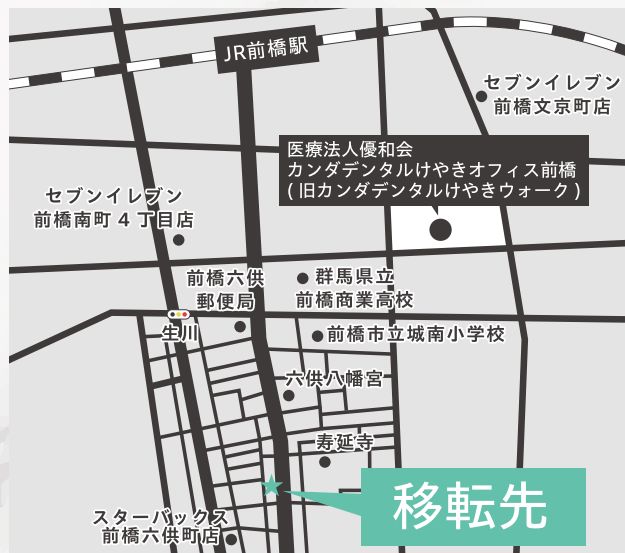 JR前橋駅
セブンイレブン
前橋文京町店
医療法人優和会
カンダデンタルけやきオフィス前橋
( 旧カンダデンタルけやきウォーク )
セブンイレブン
前橋南町 4 丁目店
前橋六供
郵便局
群馬県立
前橋商業高校
生川
前橋市立城南小学校
六供八幡宮
寿延寺
移転先
スターバックス
前橋六供町店